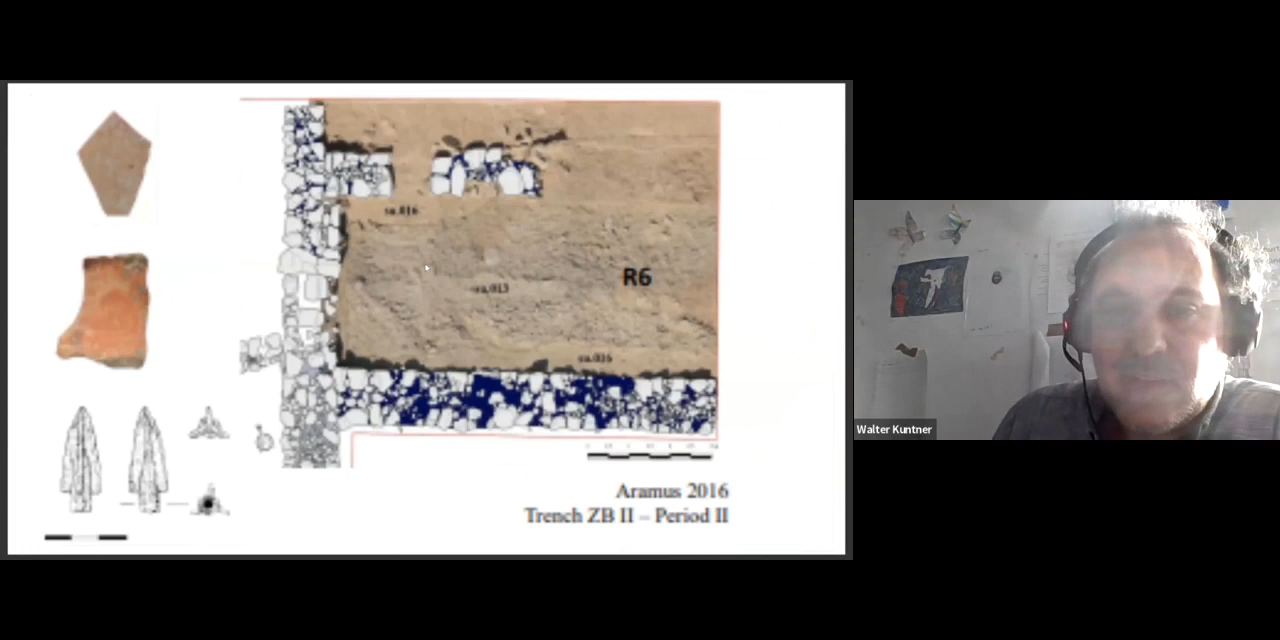 R6
Aramus 2016
Trench ZB II – Period II
Walter Kuntner